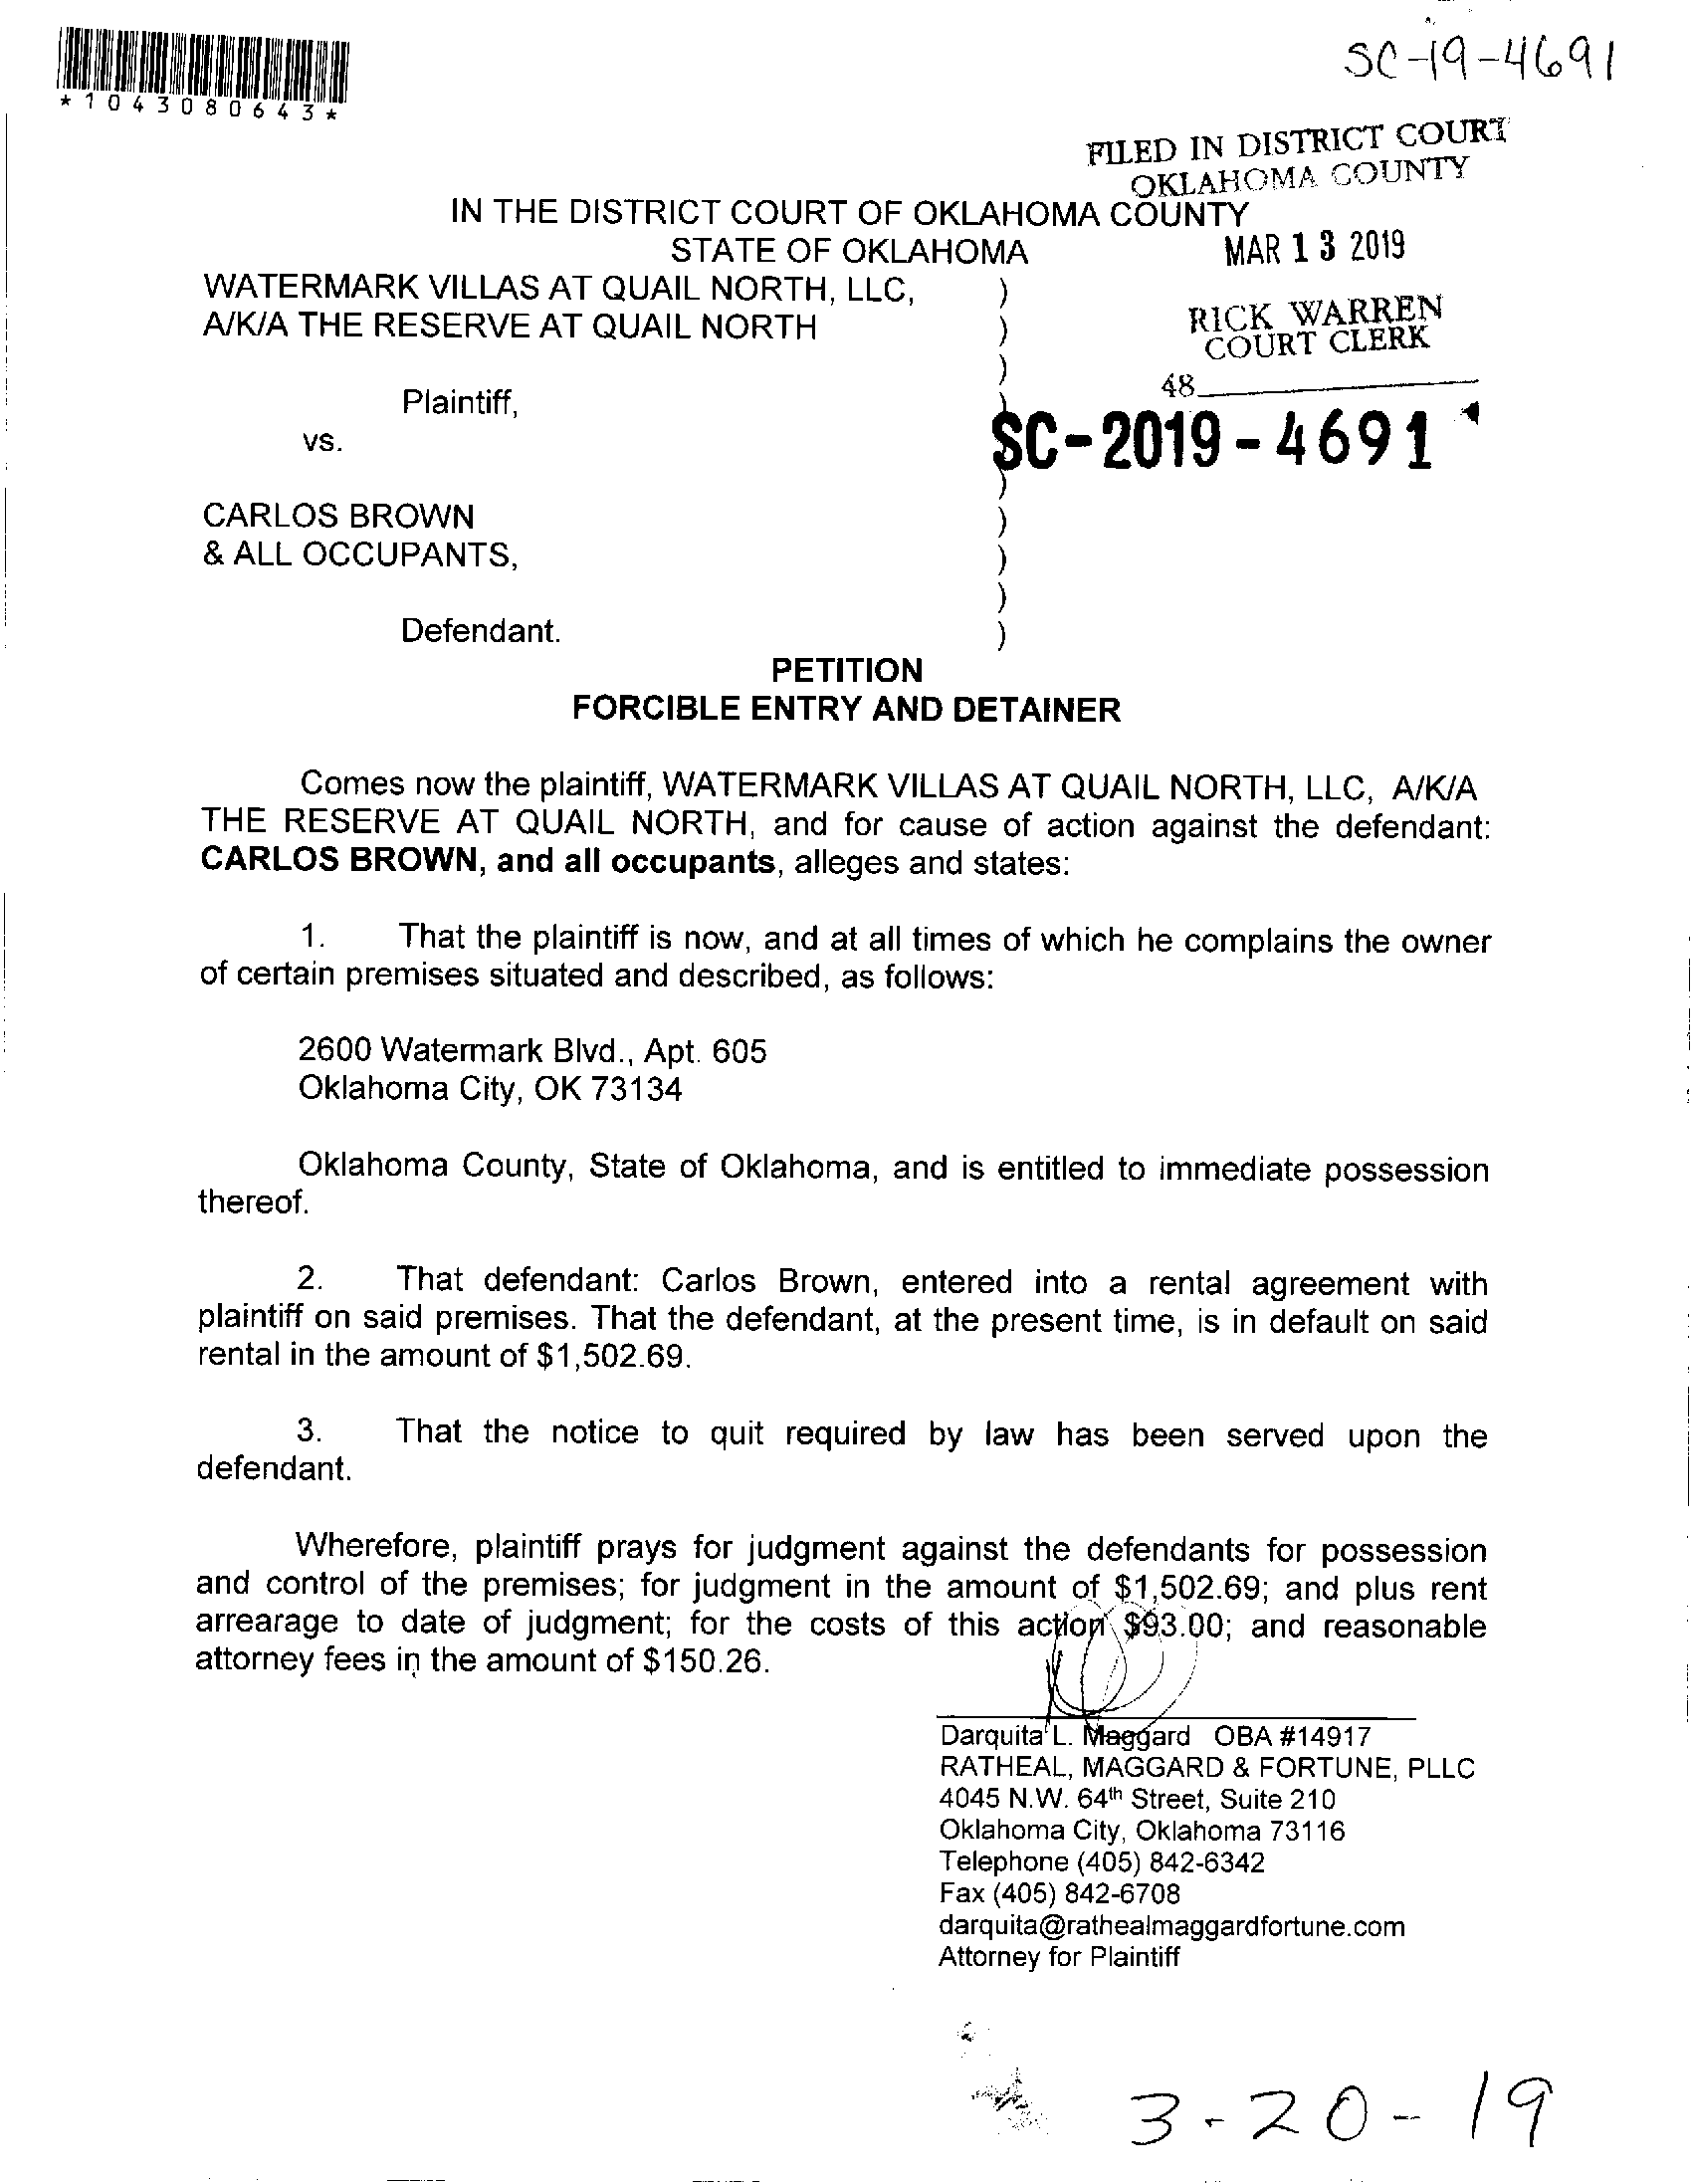 SC-19-4691
*1043080643*
FILED IN DISTRICT COURT
OKLAHOMA COUNTY
IN THE DISTRICT COURT OF OKLAHOMA COUNTY
STATE OF OKLAHOMA
MAR 13 2019
WATERMARK VILLAS AT QUAIL NORTH, LLC, )
A/K/A THE RESERVE AT QUAIL NORTH )
RICK WARREN
COURT CLERK
)
48
Plaintiff, )
vs.
SC-2019-4691
)
CARLOS BROWN )
& ALL OCCUPANTS, )
)
Defendant. )
PETITION
FORCIBLE ENTRY AND DETAINER
Comes now the plaintiff, WATERMARK VILLAS AT QUAIL NORTH, LLC, A/K/A
THE RESERVE AT QUAIL NORTH, and for cause of action against the defendant:
CARLOS BROWN, and all occupants, alleges and states:
1. That the plaintiff is now, and at all times of which he complains the owner
of certain premises situated and described, as follows:
2600 Watermark Blvd., Apt. 605
Oklahoma City, OK 73134
Oklahoma County, State of Oklahoma, and is entitled to immediate possession
thereof.
2. That defendant: Carlos Brown, entered into a rental agreement with
plaintiff on said premises. That the defendant, at the present time, is in default on said
rental in the amount of $1,502.69.
3. That the notice to quit required by law has been served upon the
defendant.
Wherefore, plaintiff prays for judgment against the defendants for possession
and control of the premises; for judgment in the amount of $1,502.69; and plus rent
arrearage to date of judgment; for the costs of this action $93.00; and reasonable
attorney fees in the amount of $150.26.
Darquita L. Maggard OBA #14917
RATHEAL, MAGGARD & FORTUNE, PLLC
4045 N.W. 64th Street, Suite 210
Oklahoma City, Oklahoma 73116
Telephone (405) 842-6342
Fax (405) 842-6708
darquita@rathealmaggardfortune.com
Attorney for Plaintiff
3-20-19